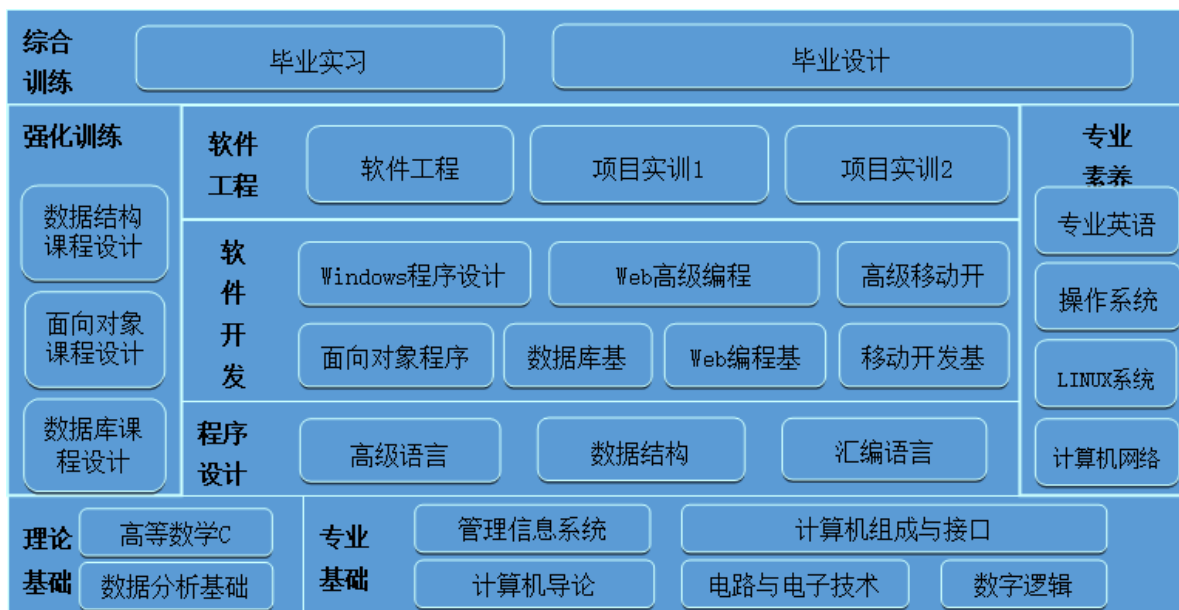 综合
训练
毕业实习
毕业设计
强化训练
数据结构
课程设计
面向对象
课程设计
数据库课
程设计
软件
工程
软件工程
项目实训1
项目实训2
软
件
开
发
Windows程序设计
Web高级编程
高级移动开
面向对象程序
数据库基
Web编程基
移动开发基
程序
设计
高级语言
数据结构
汇编语言
专业
素养
专业英语
操作系统
LINUX系统
计算机网络
理论
基础
高等数学C
数据分析基础
专业
基础
管理信息系统
计算机组成与接口
计算机导论
电路与电子技术
数字逻辑